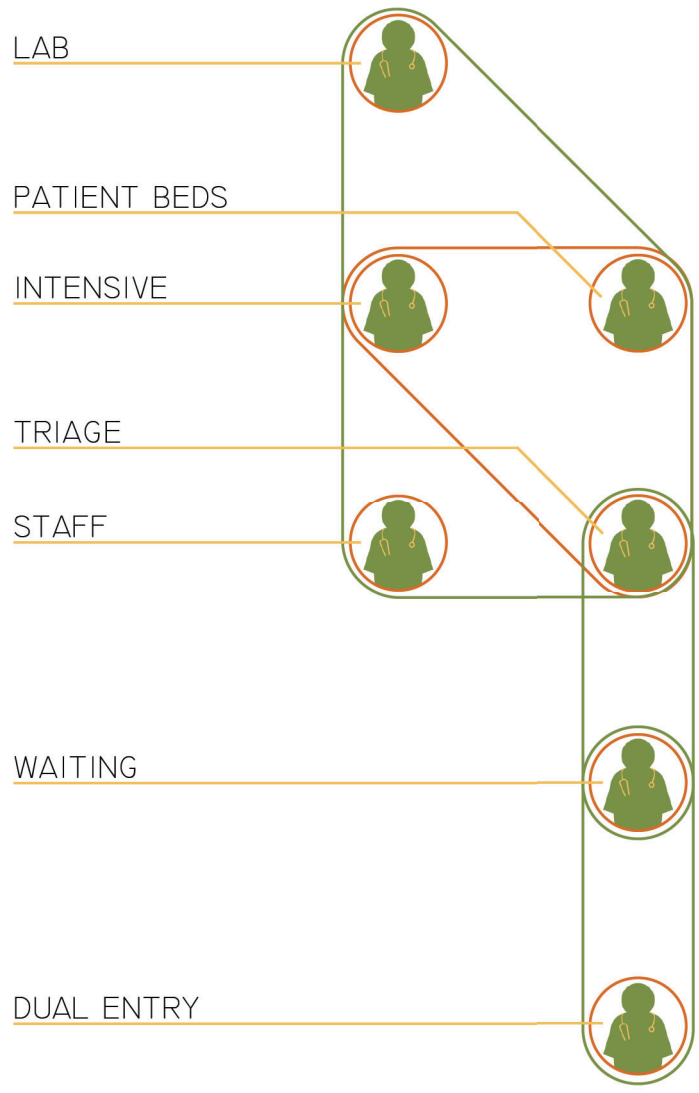 LAB
PATIENT BEDS
INTENSIVE
TRIAGE
STAFF
WAITING
DUAL ENTRY